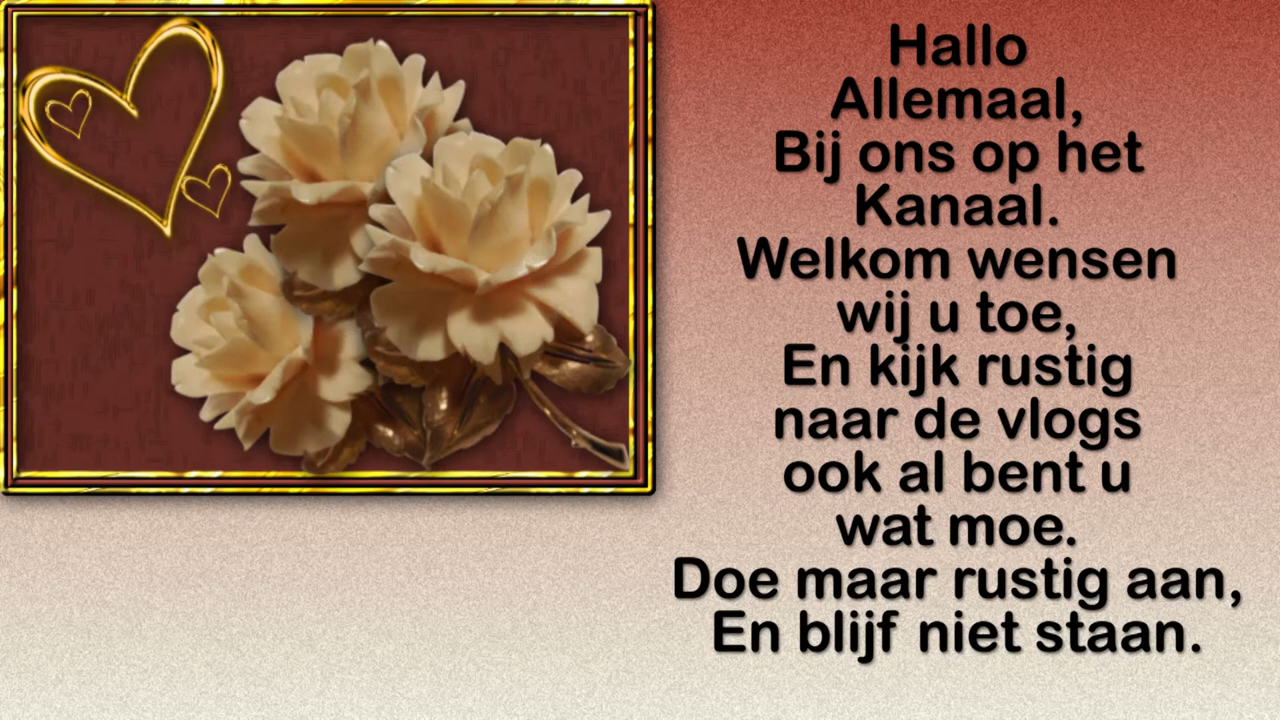 Hallo
Allemaal,
Bij ons op het
Kanaal.
Welkom wensen
wij u toe,
En kijk rustig
naar de vlogs
ook al bent u
wat moe.
Doe maar rustig aan,
En blijf niet staan.